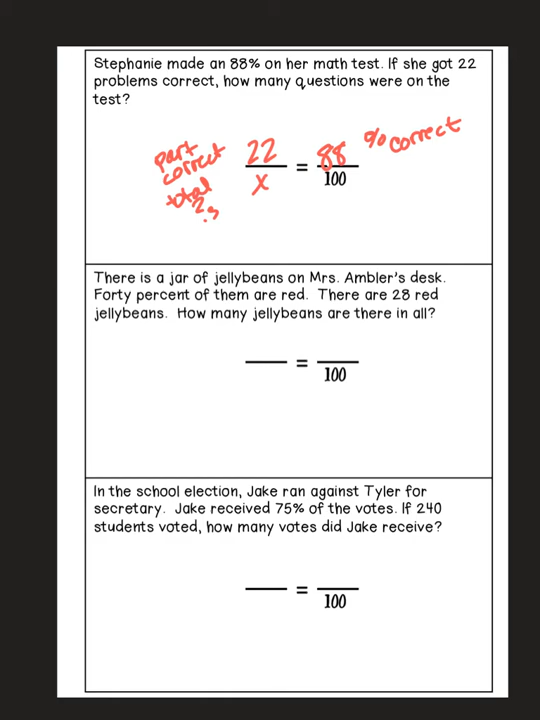 Stephanie made an 88% on her math test. If she got 22
problems correct, how many questions were on the
test?
part
correct
22
88
% correct
=
total
?s
x
100
There is a jar of jellybeans on Mrs. Ambler's desk.
Forty percent of them are red. There are 28 red
jellybeans. How many jellybeans are there in all?
=
100
In the school election, Jake ran against Tyler for
secretary. Jake received 75% of the votes. If 240
students voted, how many votes did Jake receive?
=
100